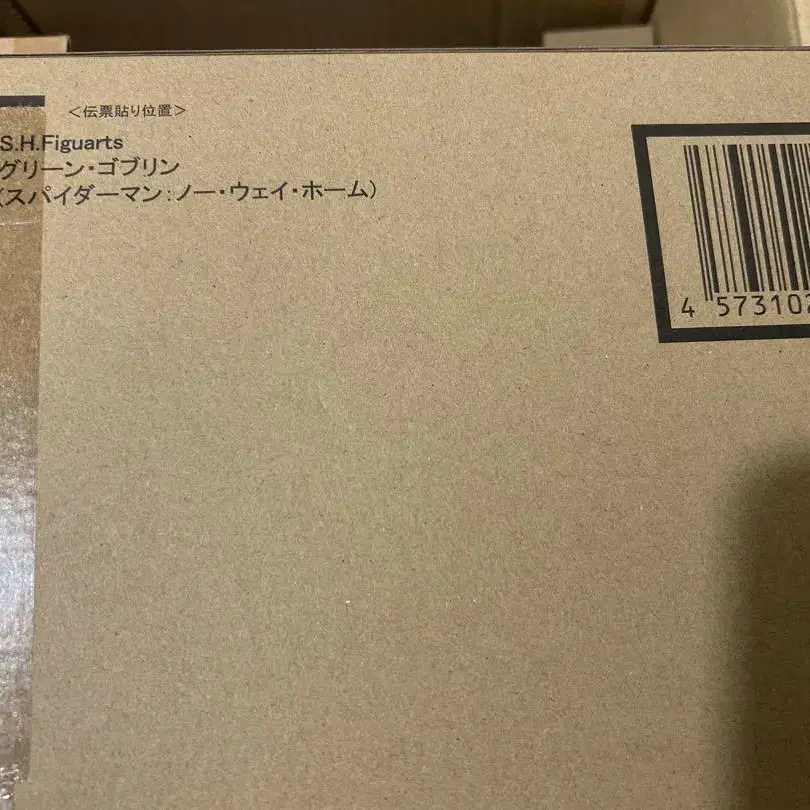 <伝票貼り位置>
S.H.Figuarts
グリーン・ゴブリン
(スパイダーマン:ノー・ウェイ・ホーム)
4 573102